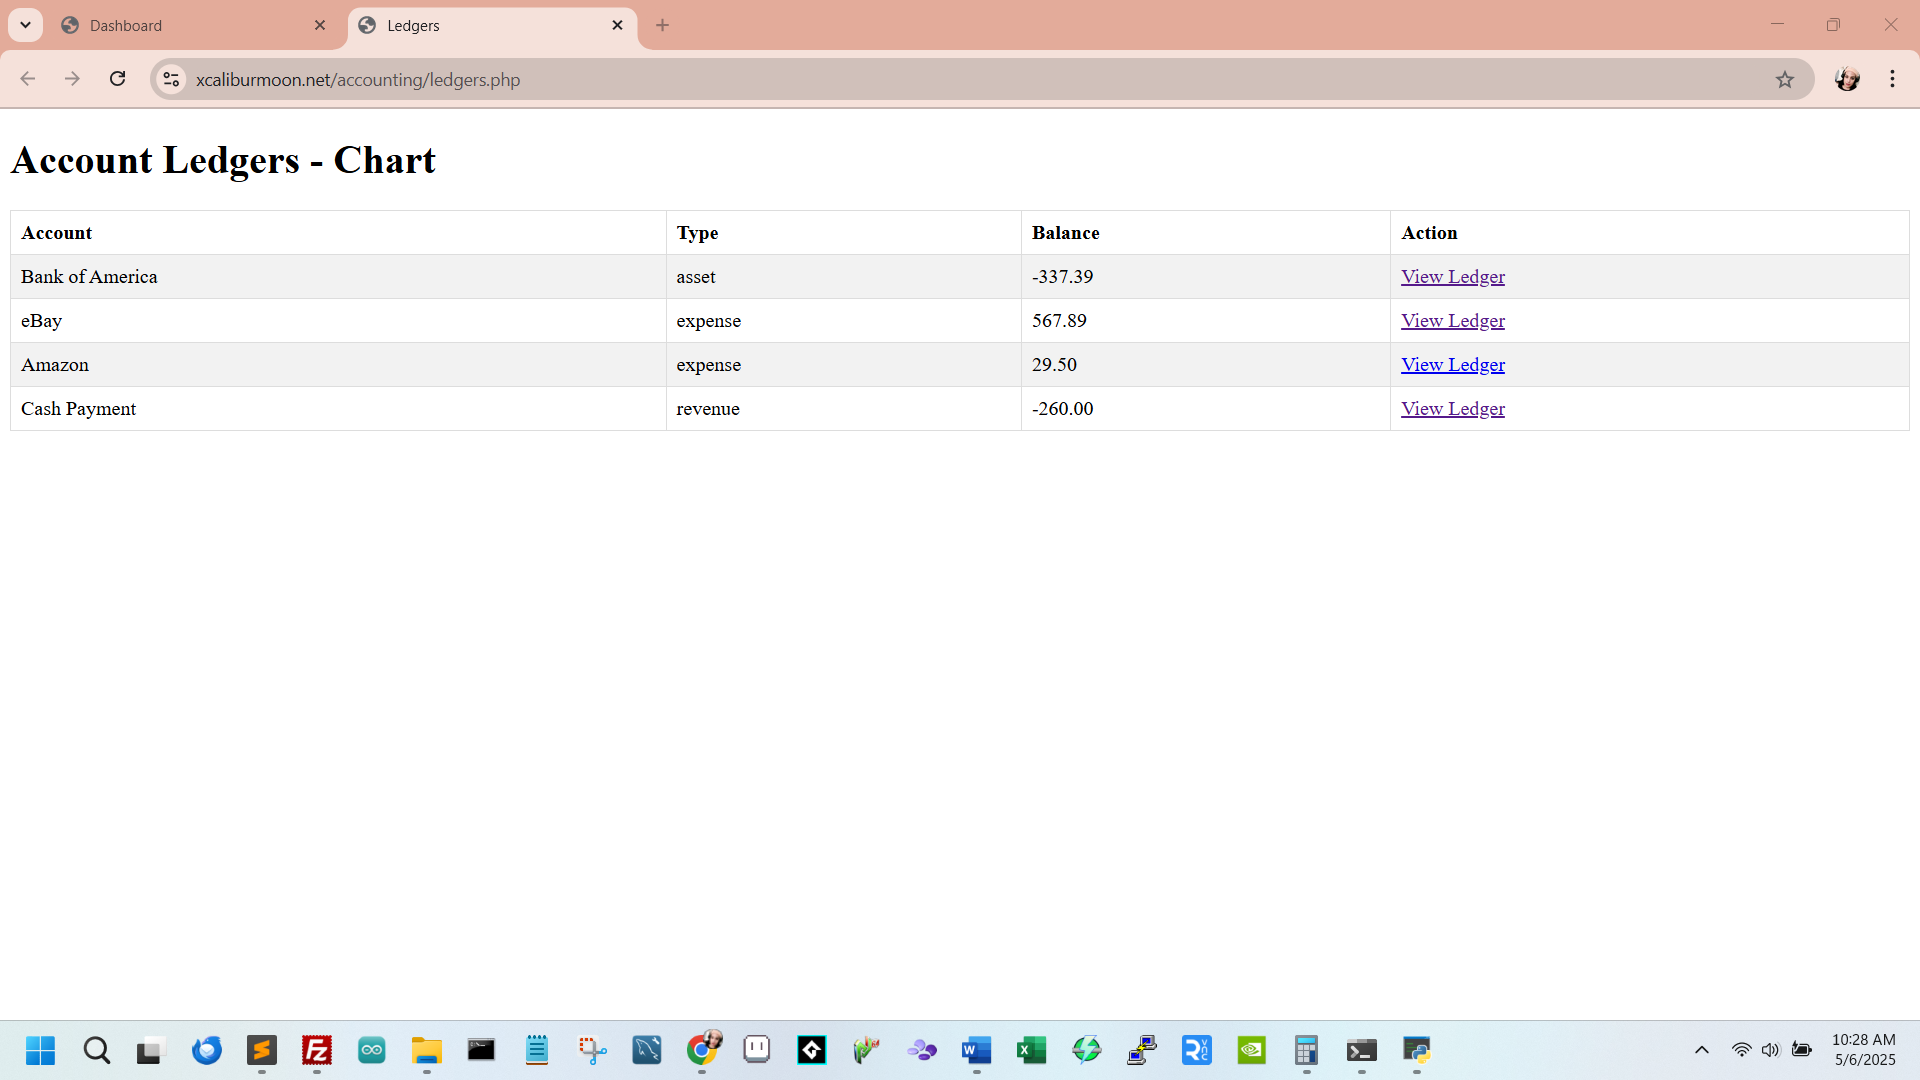 Dashboard
Ledgers
xcaliburmoon.net/accounting/ledgers.php
Account Ledgers - Chart
Account Type Balance Action
Bank of America asset -337.39 View Ledger
eBay expense 567.89 View Ledger
Amazon expense 29.50 View Ledger
Cash Payment revenue -260.00 View Ledger
10:28 AM
5/6/2025